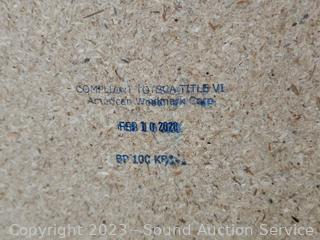 COMPLIANT TO TSCA TITLE VI
American Woodmark Corp
FEB 10 2020
BP 10C
Copyright 2023 - Sound Auction Service